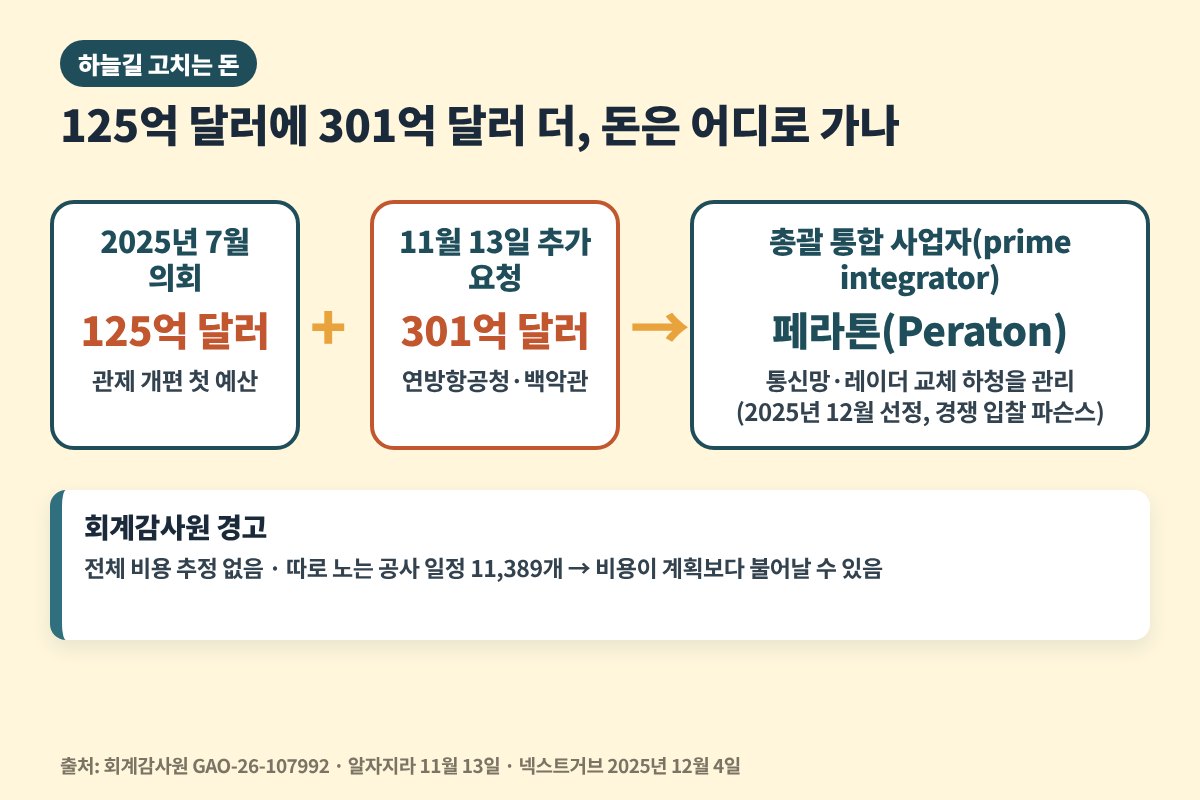 하늘길 고치는 돈
125억 달러에 301억 달러 더, 돈은 어디로 가나
2025년 7월
의회
125억 달러
관제 개편 첫 예산
+
11월 13일 추가
요청
301억 달러
연방항공청·백악관
→
총괄 통합 사업자(prime
integrator)
페라톤(Peraton)
통신망·레이더 교체 하청을 관리
(2025년 12월 선정, 경쟁 입찰 파슨스)
회계감사원 경고
전체 비용 추정 없음 · 따로 노는 공사 일정 11,389개 → 비용이 계획보다 불어날 수 있음
출처: 회계감사원 GAO-26-107992 · 알자지라 11월 13일 · 넥스트거브 2025년 12월 4일